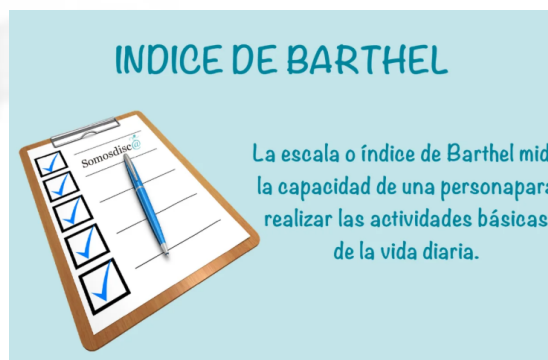 INDICE DE BARTHEL
Somosdisc@
La escala o índice de Barthel mid
la capacidad de una personapara
realizar las actividades básicas
de la vida diaria.